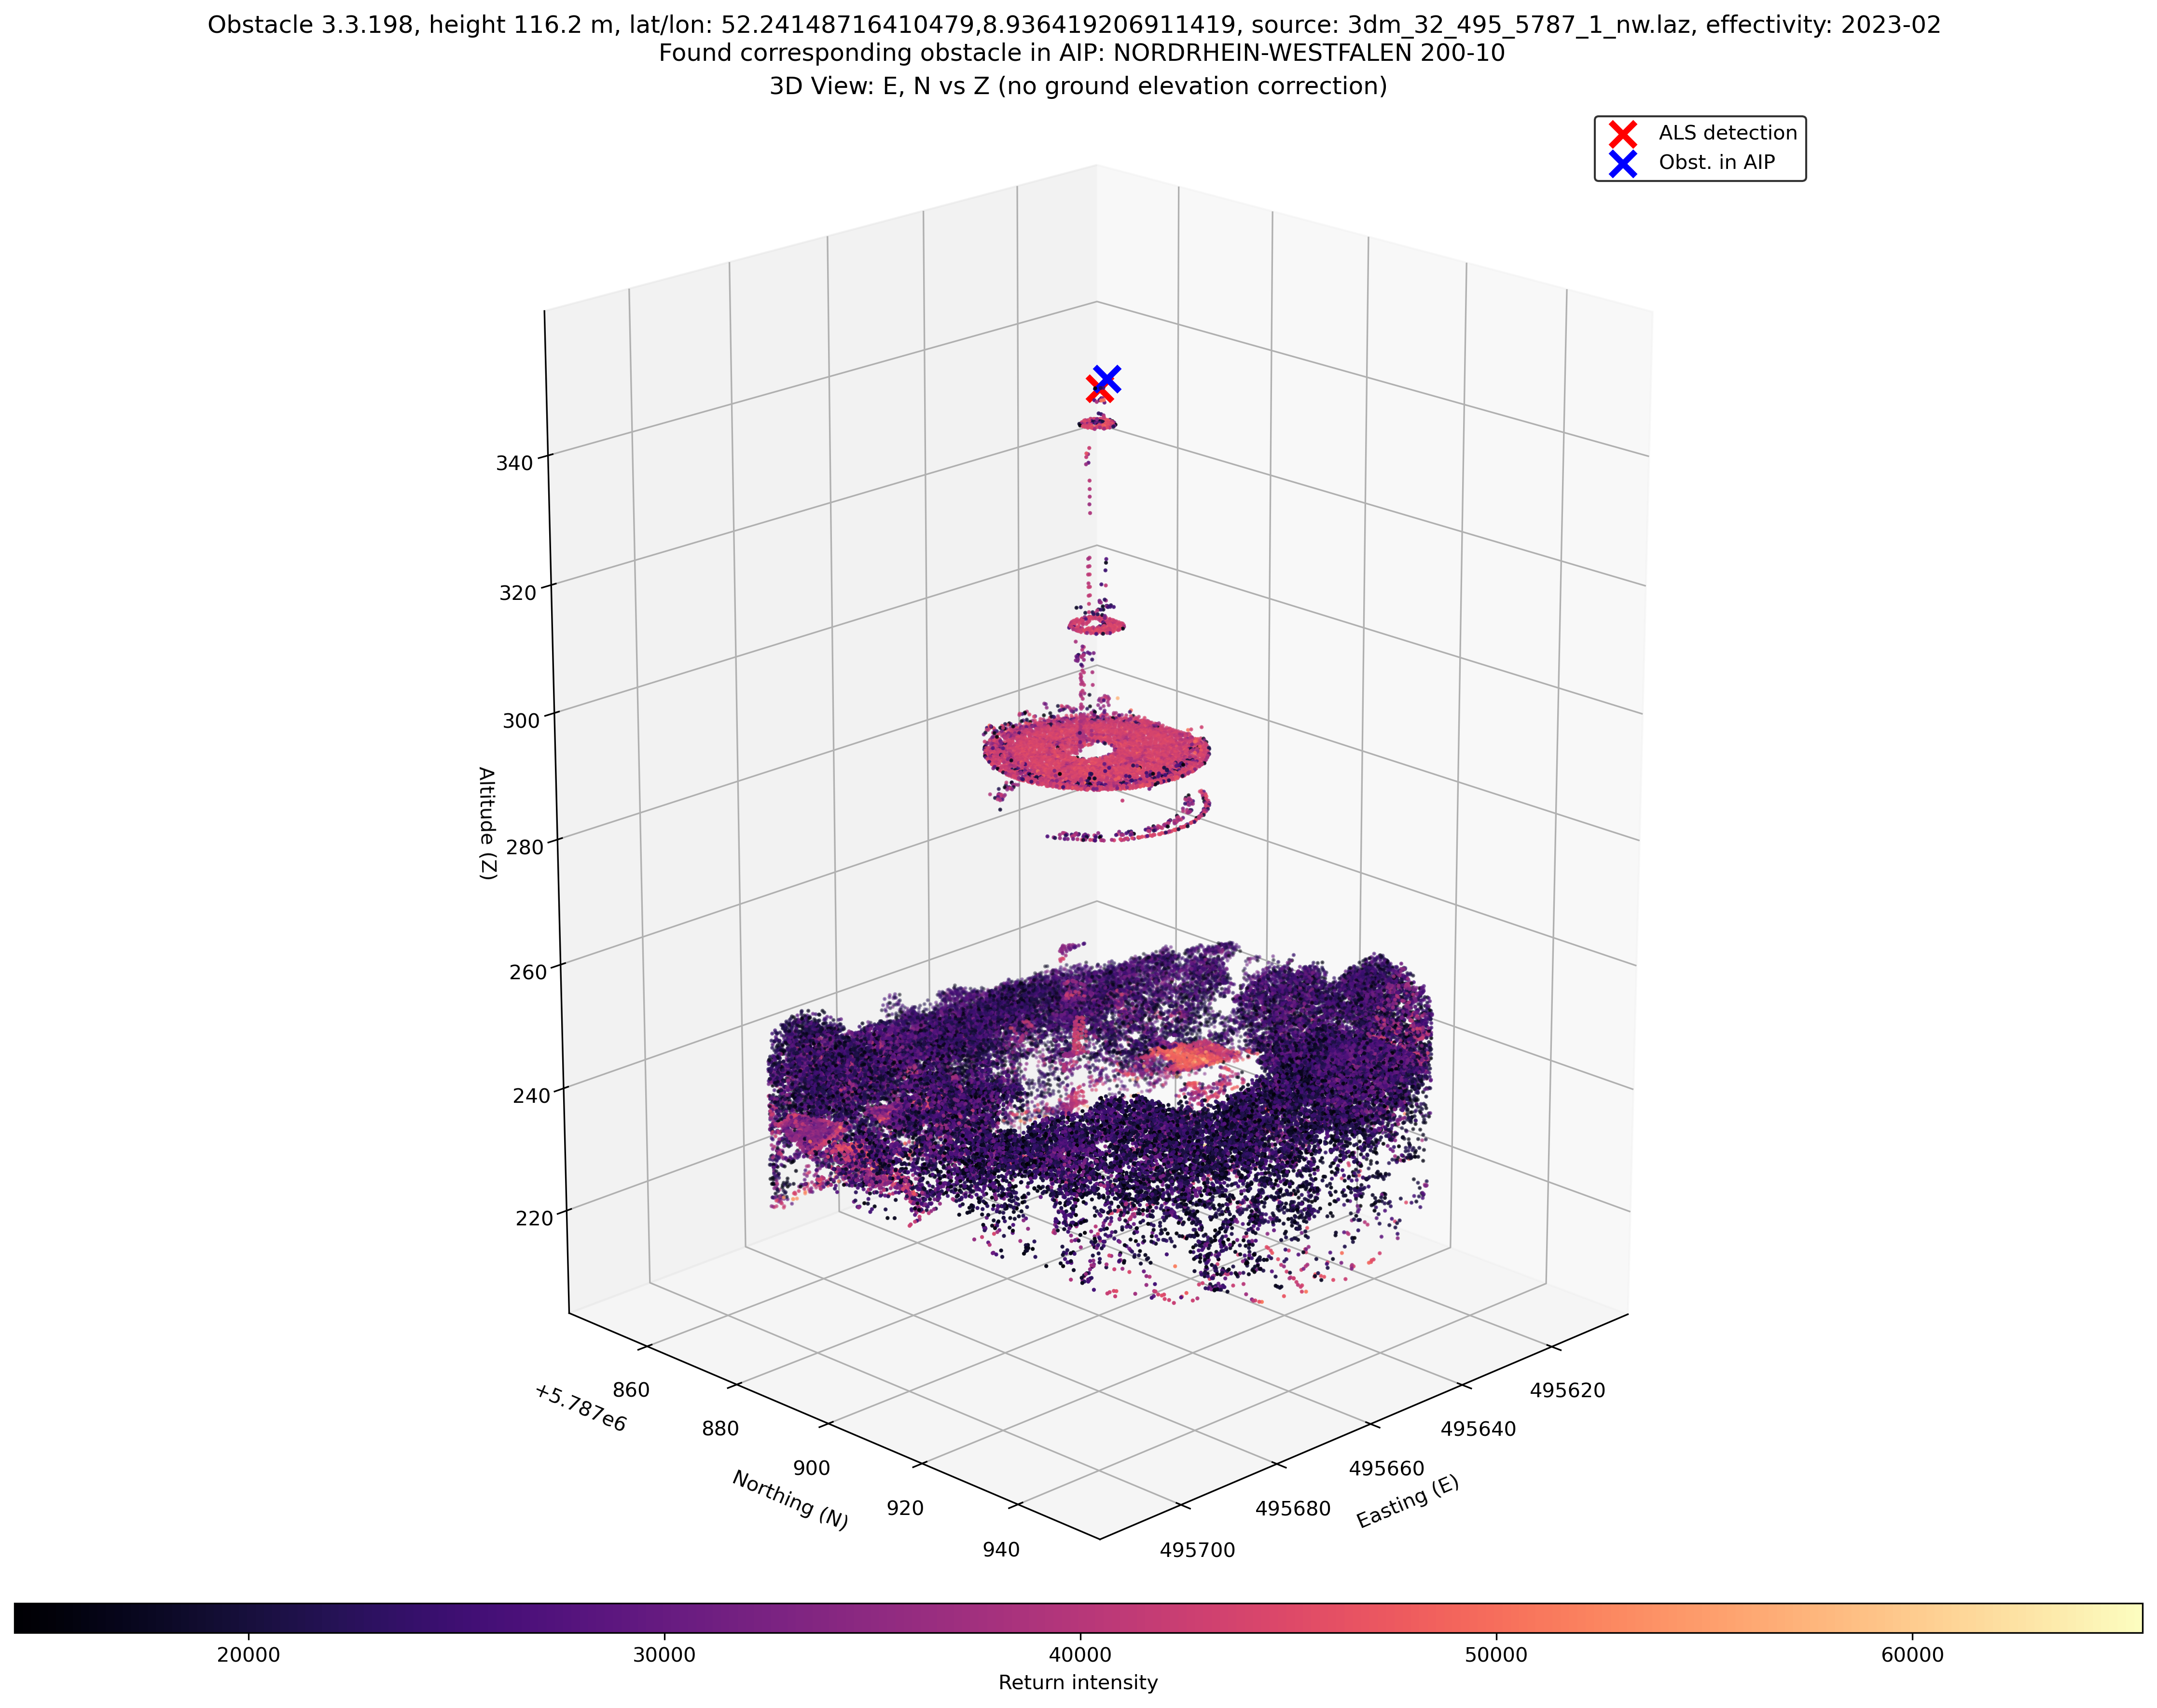 Obstacle 3.3.198, height 116.2 m, lat/lon: 52.24148716410479,8.936419206911419, source: 3dm_32_495_5787_1_nw.laz, effectivity: 2023-02
Found corresponding obstacle in AIP: NORDRHEIN-WESTFALEN 200-10
3D View: E, N vs Z (no ground elevation correction)
ALS detection
Obst. in AIP
340
320
300
280
260
240
220
Altitude (Z)
+5.787e6
860
880
900
920
940
Northing (N)
495620
495640
495660
495680
495700
Easting (E)
20000
30000
40000
50000
60000
Return intensity